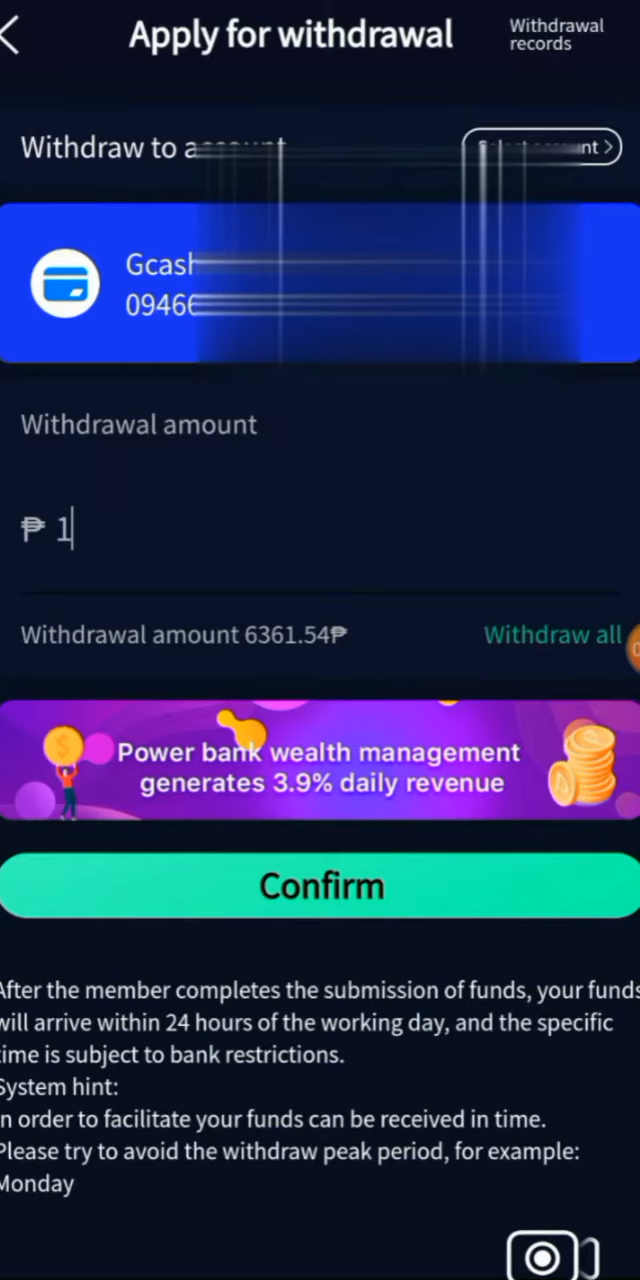 Apply for withdrawal
Withdrawal
records
Withdraw to
Gcash
0946
Withdrawal amount
₱ 1
Withdrawal amount 6361.54₱
Withdraw all
Power bank wealth management
generates 3.9% daily revenue
Confirm
After the member completes the submission of funds, your funds
will arrive within 24 hours of the working day, and the specific
time is subject to bank restrictions.
System hint:
In order to facilitate your funds can be received in time.
Please try to avoid the withdraw peak period, for example:
Monday